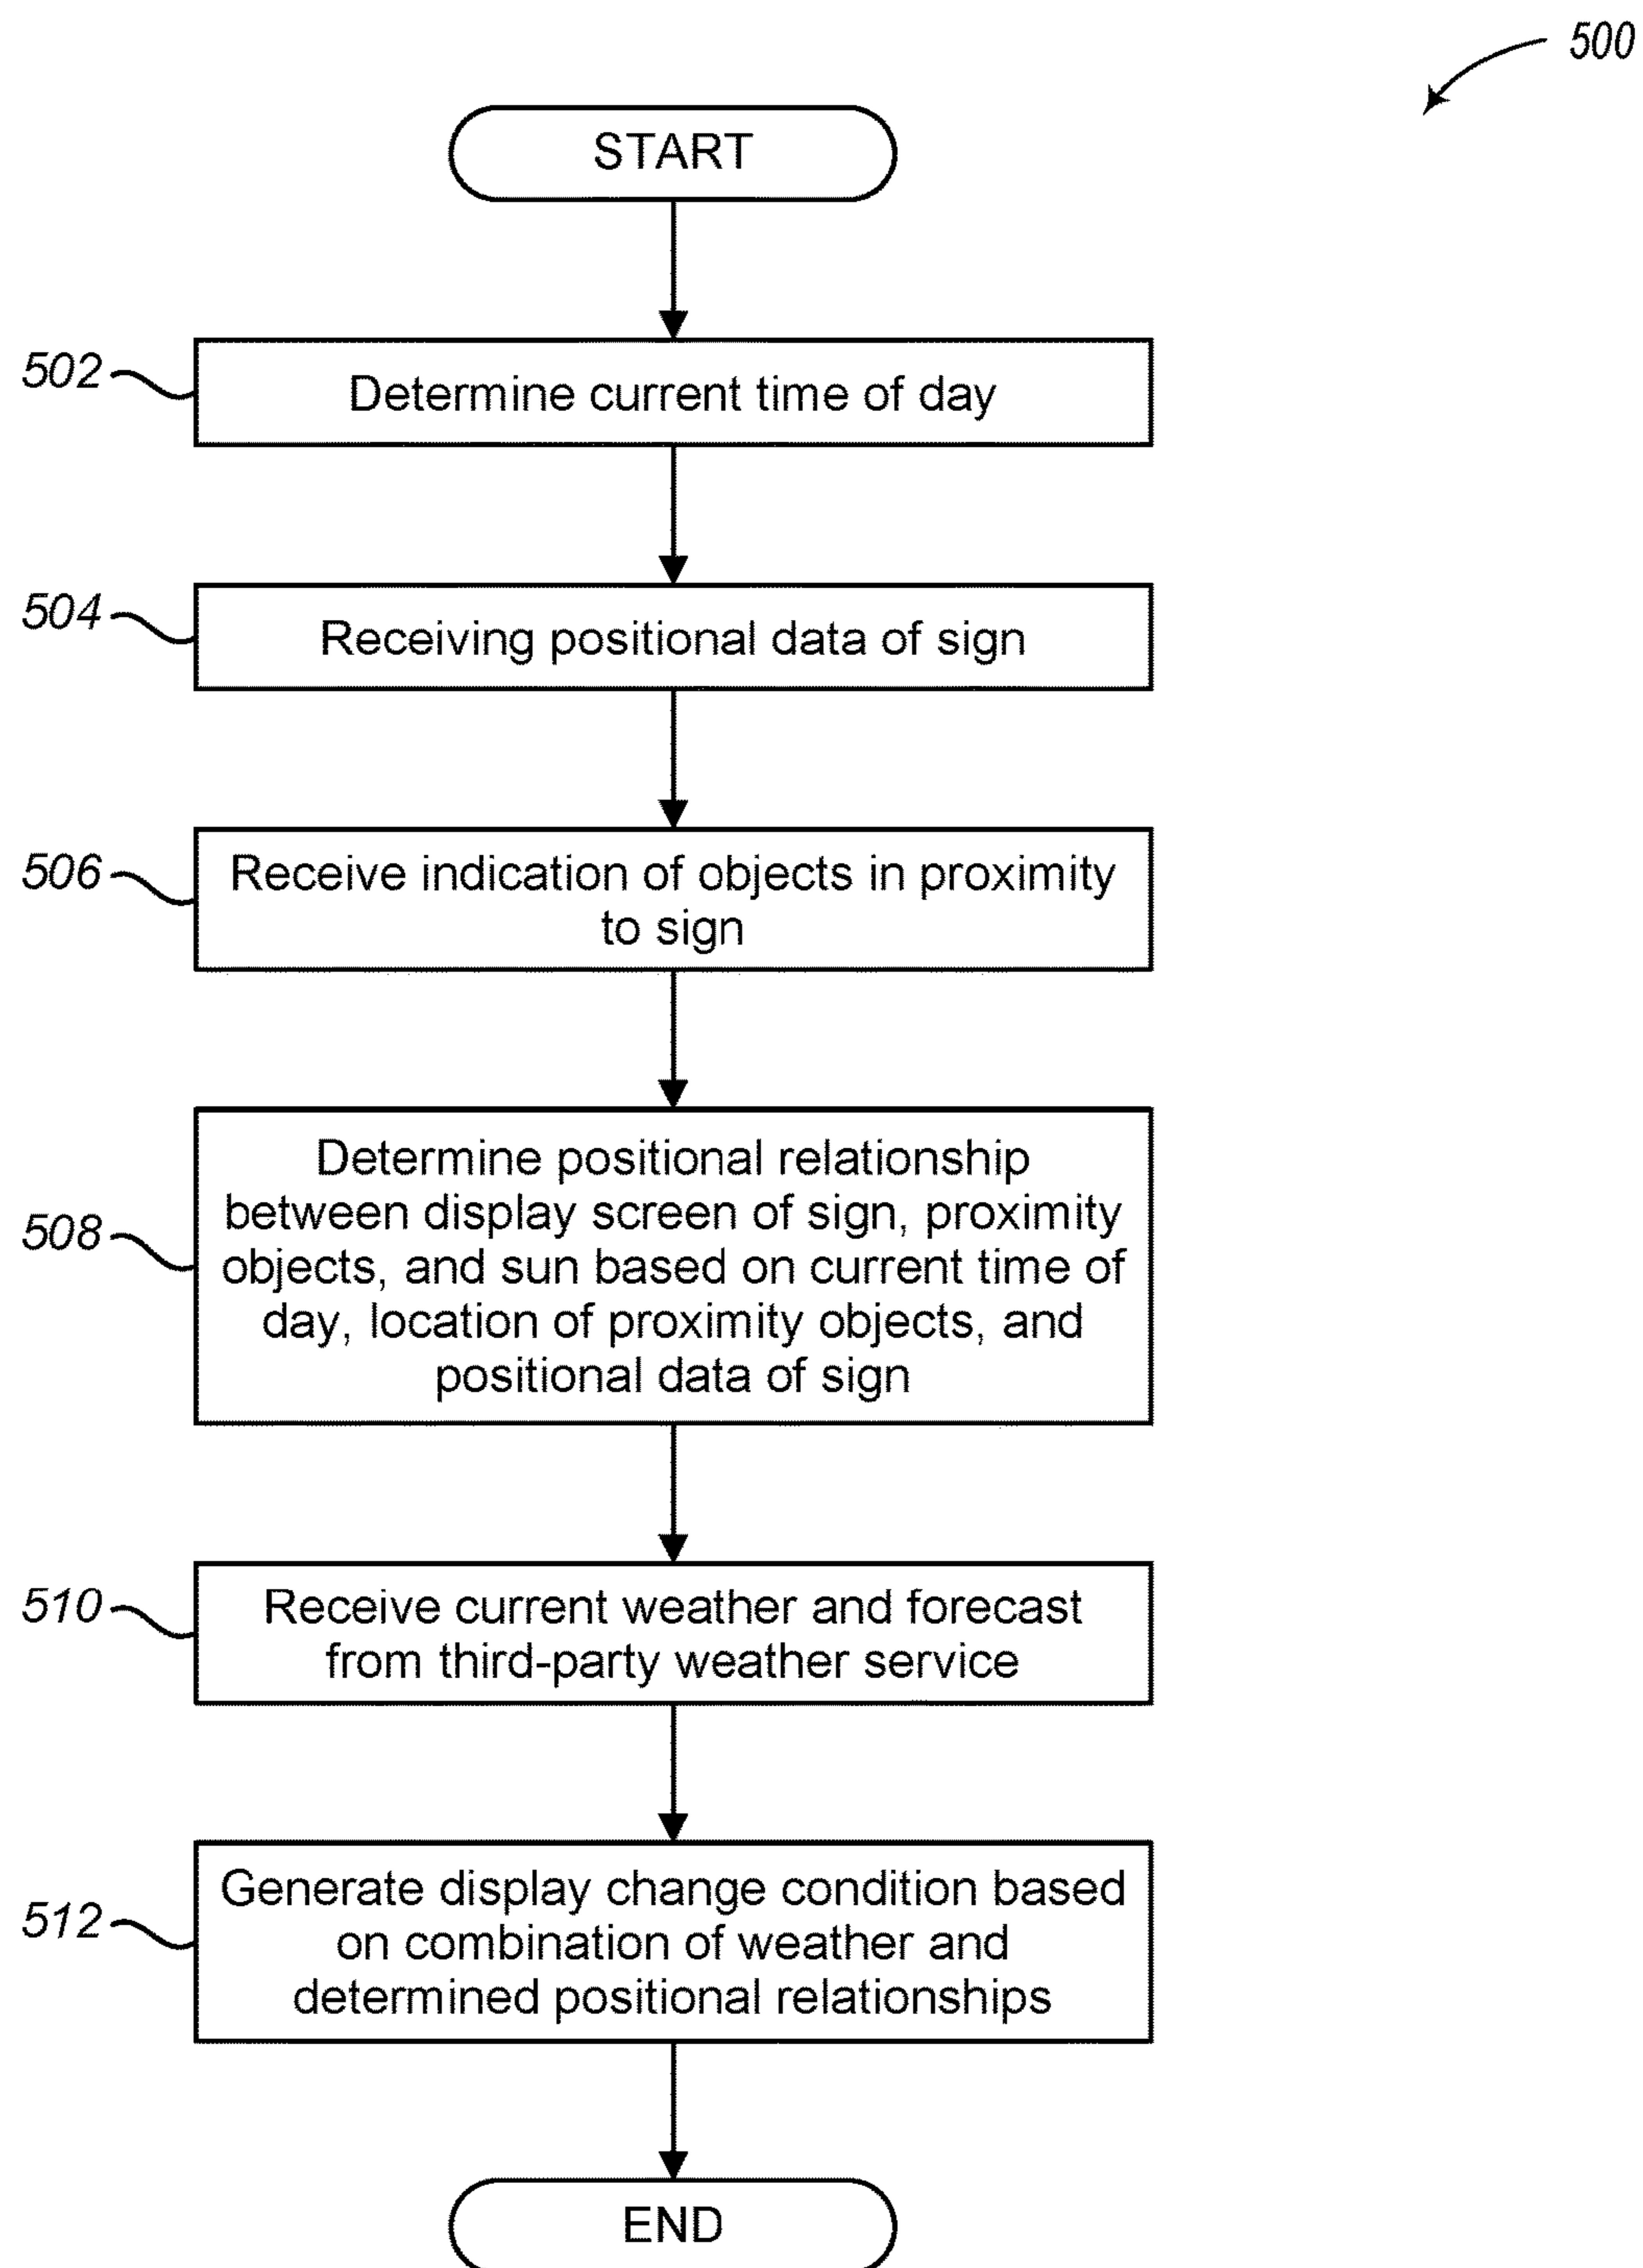 500
START
502
Determine current time of day
504
Receiving positional data of sign
506
Receive indication of objects in proximity
to sign
508
Determine positional relationship
between display screen of sign, proximity
objects, and sun based on current time of
day, location of proximity objects, and
positional data of sign
510
Receive current weather and forecast
from third-party weather service
512
Generate display change condition based
on combination of weather and
determined positional relationships
END